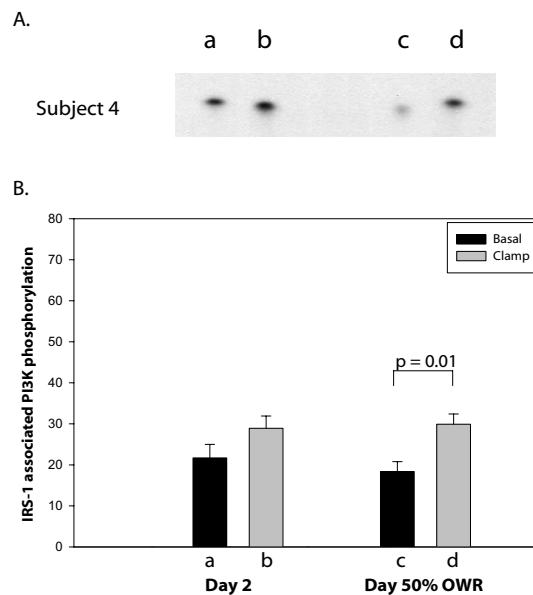 A.
a b c d
Subject 4
B.
80
70
60
50
40
30
20
10
0
IRS-1 associated PI3K phosphorylation
Basal
Clamp
p = 0.01
a b c d
Day 2 Day 50% OWR